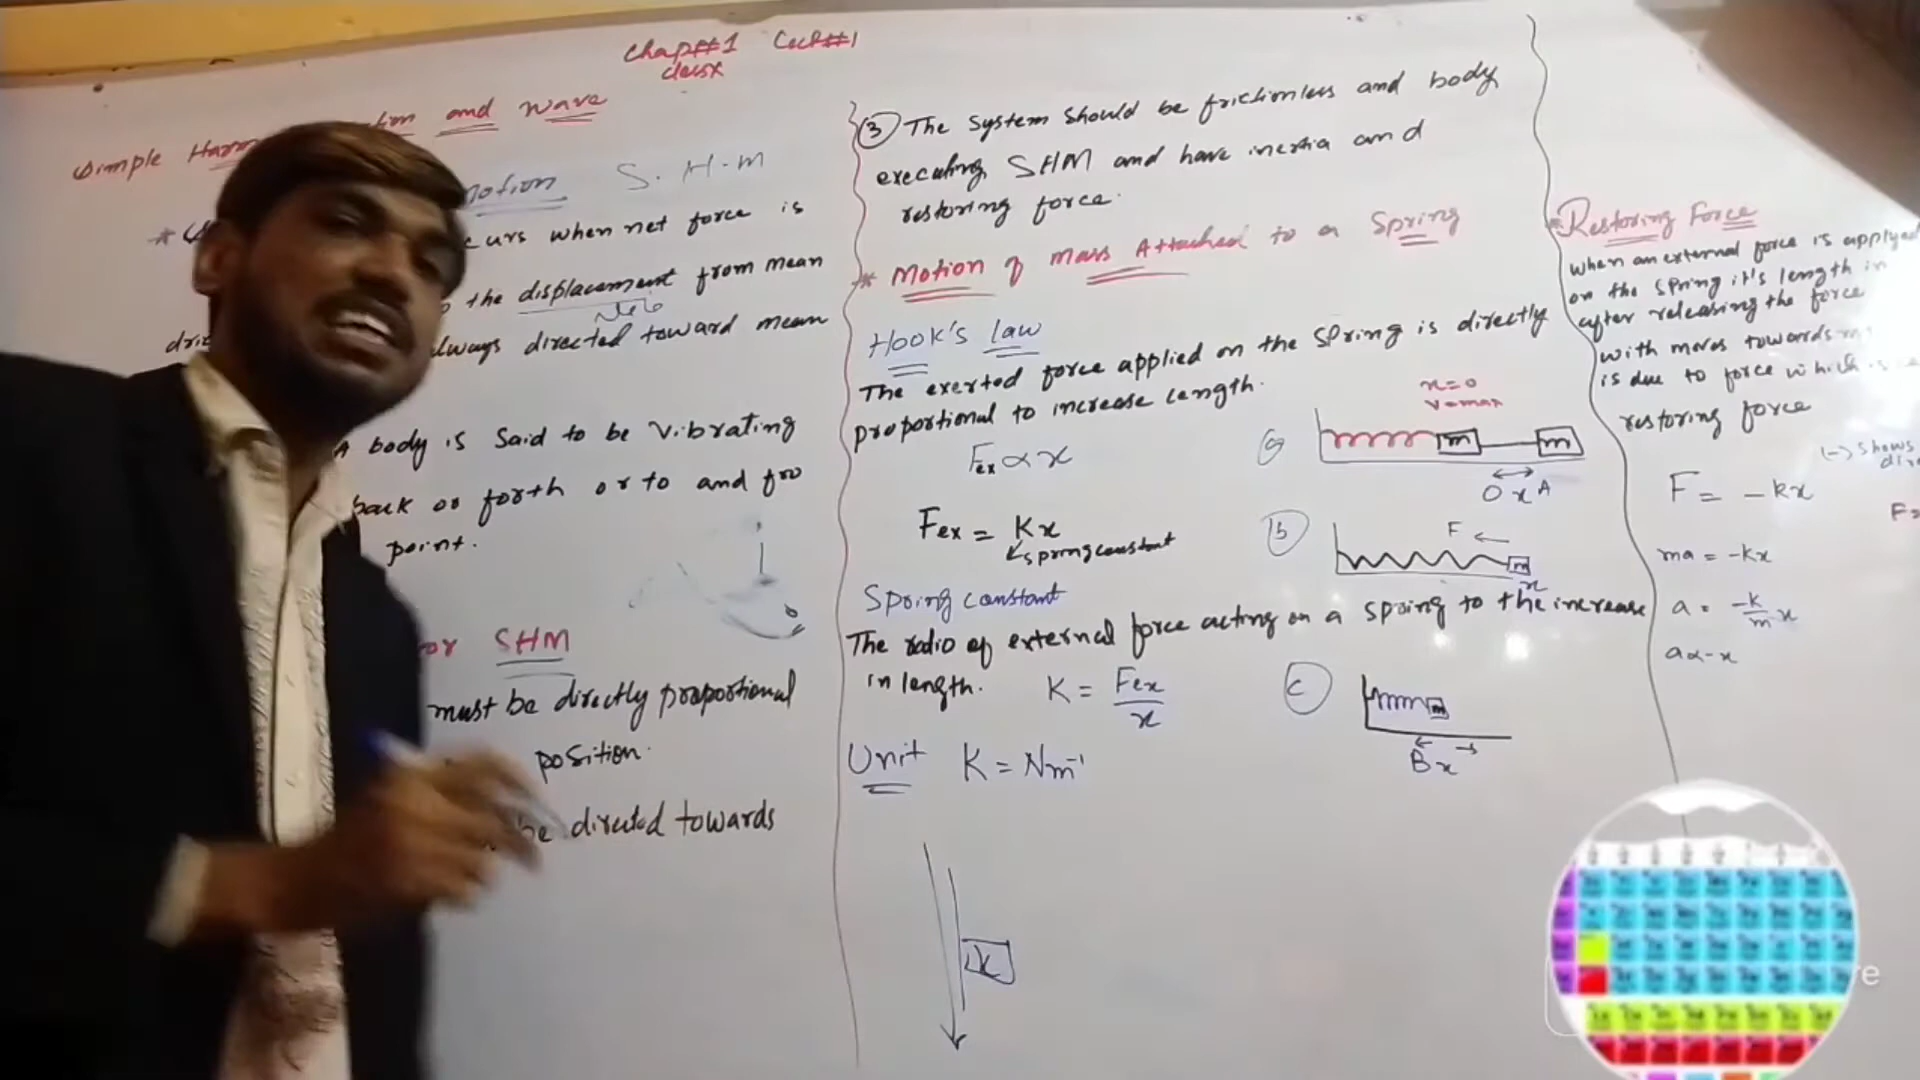 Chap#1 Lect#1
class x
Simple Harm tion and wave
motion S.H.m
curs when net force is
the displacement from mean
always directed toward mean
A body is Said to be Vibrating
back or forth or to and fro
point.
for SHM
must be directly proportional
position.
be directed towards
3 The System Should be frictionless and body
executing SHM and have inertia and
restoring force.
* Motion of mass Attached to a Spring
Hook's Law
The exerted force applied on the Spring is directly
proportional to increase Length.
Fex ∝ x
Fex = Kx
spring constant
Spring constant
The ratio of external force acting on a spring to the increase
in length. K = Fex/x
Unit K = Nm⁻¹
x
x=0
v=max
m m
O x A
b F
m
x
C
m
B x
* Restoring Force
when an external force is applyed
on the spring it's length in
after releasing the force
with moves towards
is due to force which is
restoring force
(-) shows
F = -kx
ma = -kx
a = -k/m x
a ∝ -x